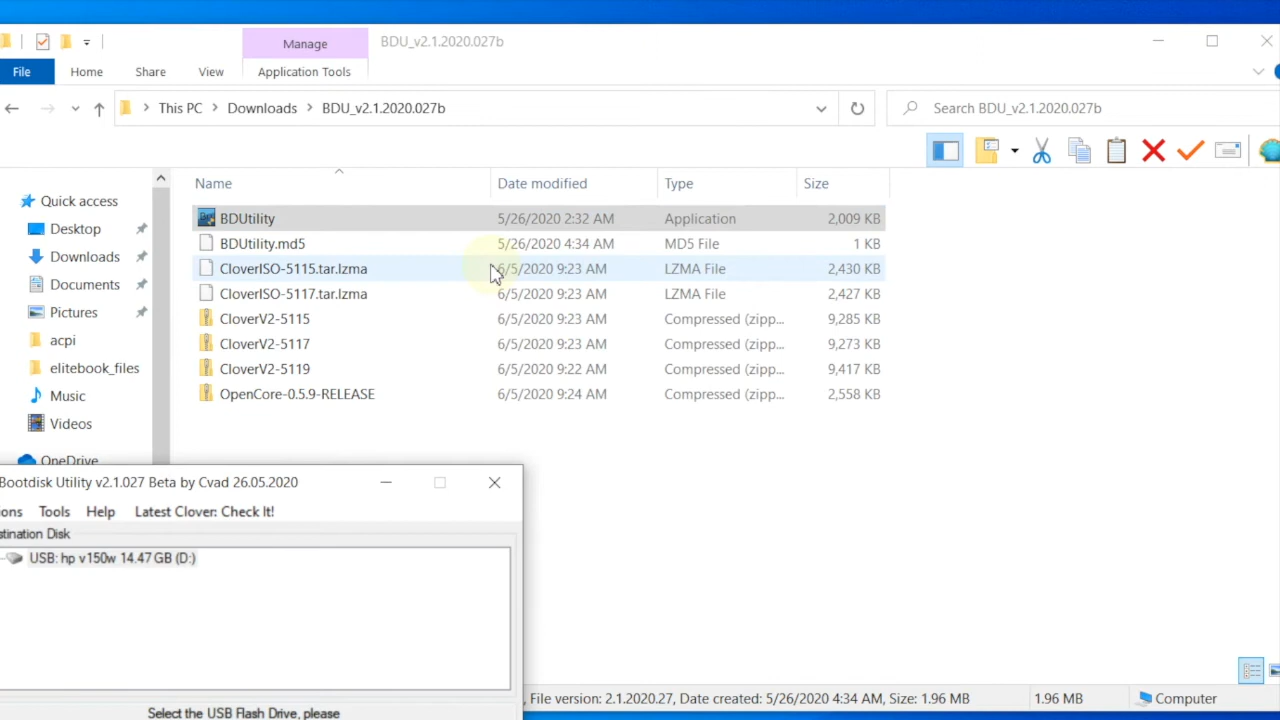 Manage
BDU_v2.1.2020.027b
File
Home
Share
View
Application Tools
This PC
Downloads
BDU_v2.1.2020.027b
Search BDU_v2.1.2020.027b
Name
Date modified
Type
Size
Quick access
Desktop
Downloads
Documents
Pictures
acpi
elitebook_files
Music
Videos
OneDrive
BDUtility 5/26/2020 2:32 AM Application 2,009 KB
BDUtility.md5 5/26/2020 4:34 AM MD5 File 1 KB
CloverISO-5115.tar.lzma 6/5/2020 9:23 AM LZMA File 2,430 KB
CloverISO-5117.tar.lzma 6/5/2020 9:23 AM LZMA File 2,427 KB
CloverV2-5115 6/5/2020 9:23 AM Compressed (zipp... 9,285 KB
CloverV2-5117 6/5/2020 9:23 AM Compressed (zipp... 9,273 KB
CloverV2-5119 6/5/2020 9:22 AM Compressed (zipp... 9,417 KB
OpenCore-0.5.9-RELEASE 6/5/2020 9:24 AM Compressed (zipp... 2,558 KB
Bootdisk Utility v2.1.027 Beta by Cvad 26.05.2020
ions
Tools
Help
Latest Clover: Check It!
stination Disk
USB: hp v150w 14.47 GB (D:)
Select the USB Flash Drive, please
, File version: 2.1.2020.27, Date created: 5/26/2020 4:34 AM, Size: 1.96 MB
1.96 MB
Computer